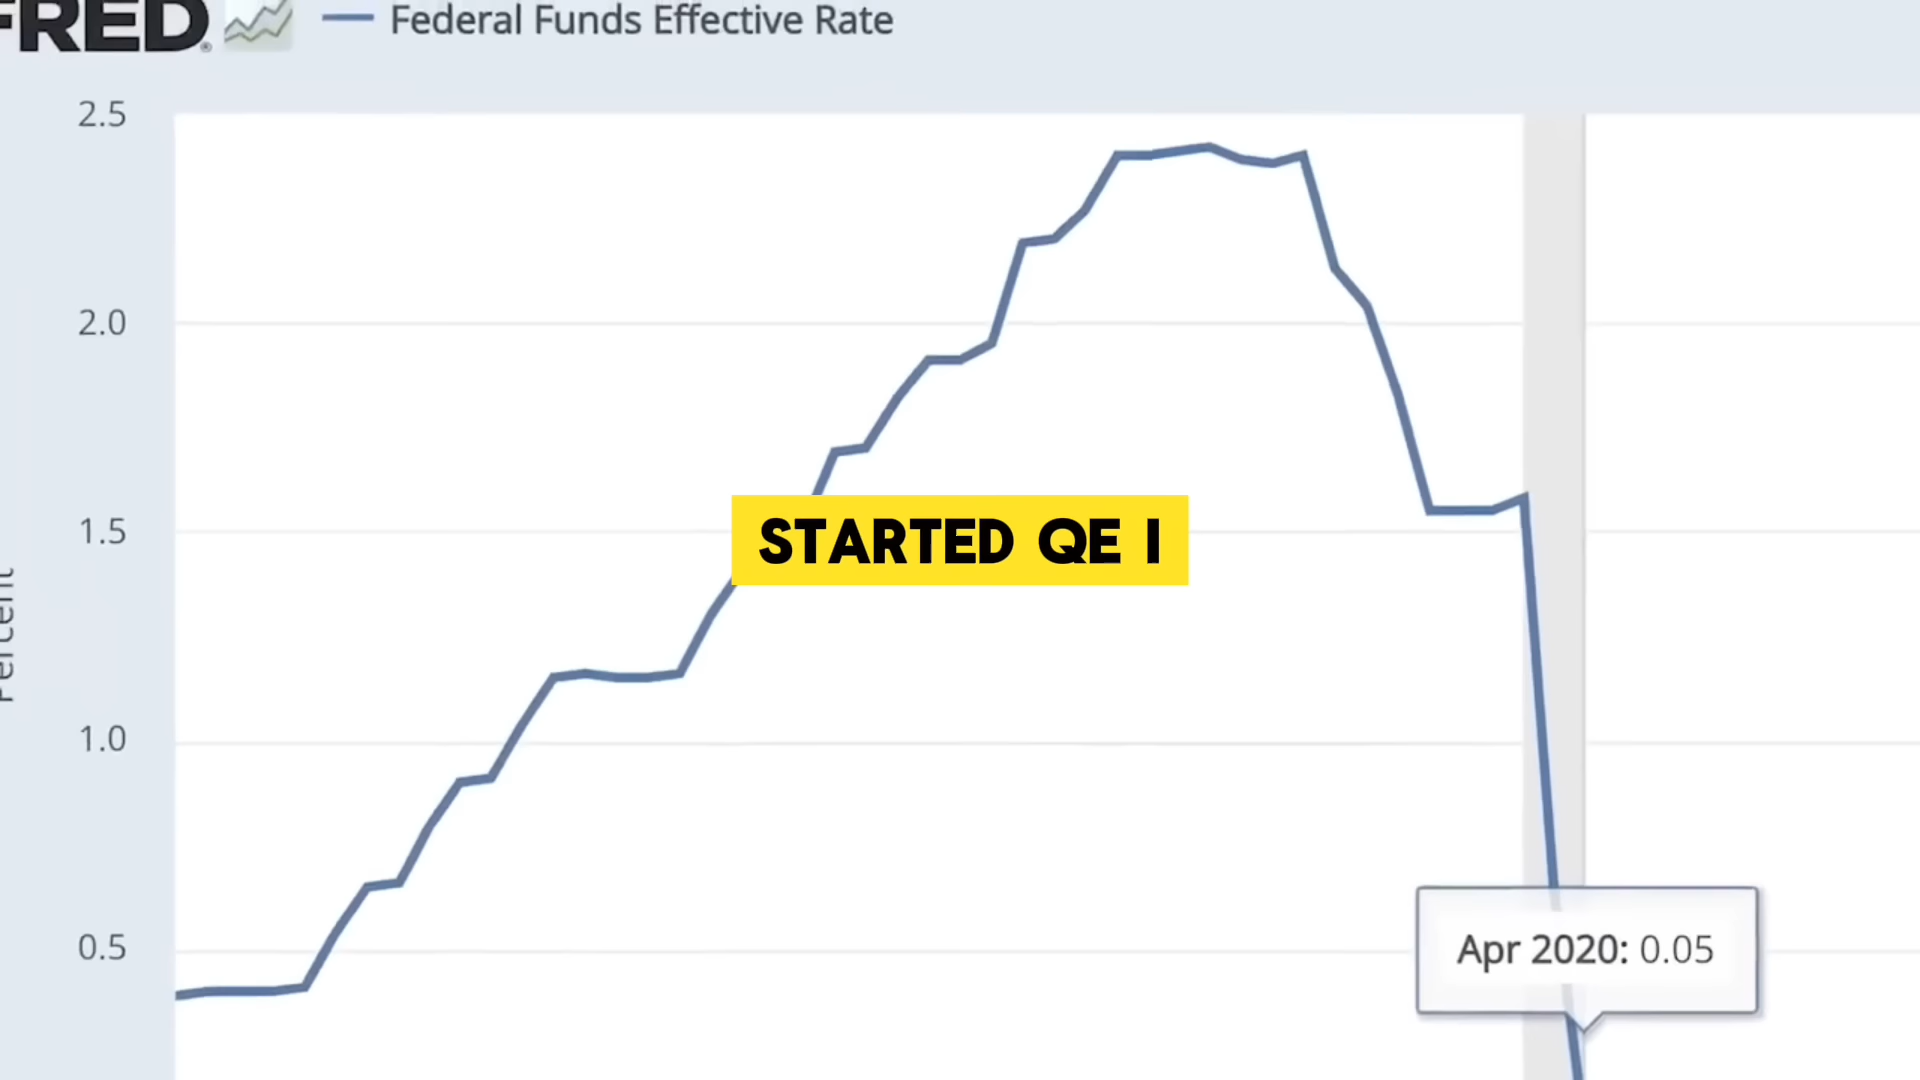 FRED®
Federal Funds Effective Rate
2.5
2.0
1.5
1.0
0.5
Percent
STARTED QE I
Apr 2020: 0.05